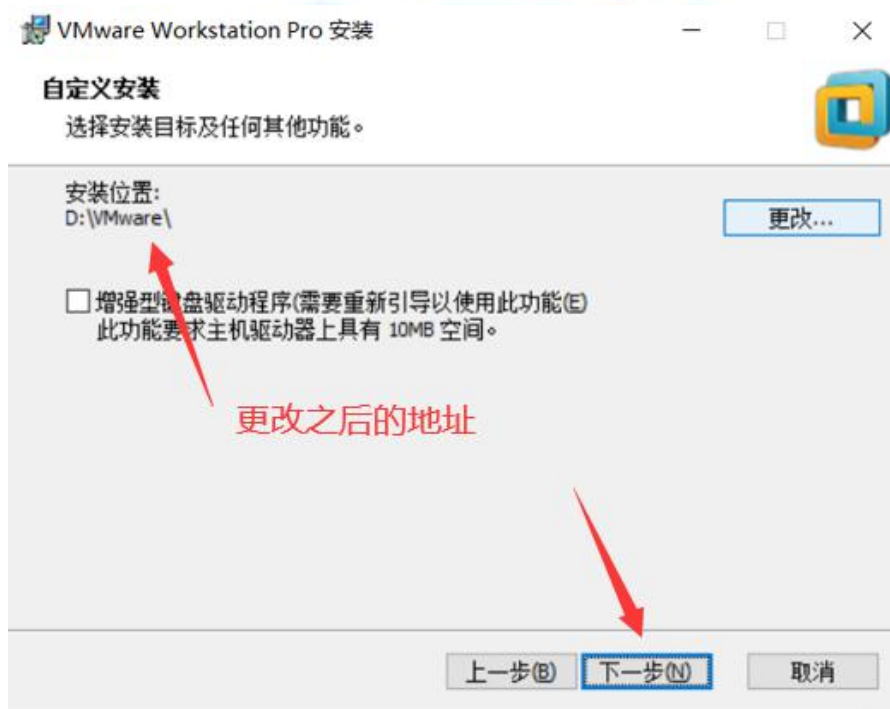 VMware Workstation Pro 安装
自定义安装
选择安装目标及任何其他功能。
安装位置:
D:\VMware\
更改...
增强型键盘驱动程序(需要重新引导以使用此功能(E)
此功能要求主机驱动器上具有 10MB 空间。
更改之后的地址
上一步(B) 下一步(N) 取消